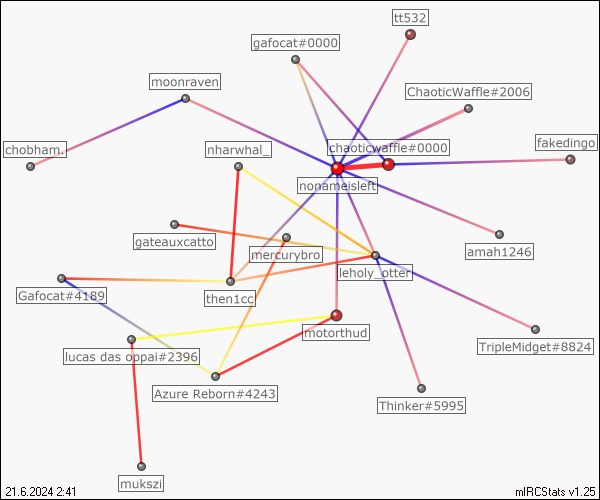 tt532
gafocat#0000
moonraven
ChaoticWaffle#2006
chobham.
nharwhal_
chaoticwaffle#0000
fakedingo
nonameisleft
gateauxcatto
mercurybro
amah1246
leholy_otter
Gafocat#4189
then1cc
motorthud
lucas das oppai#2396
TripleMidget#8824
Azure Reborn#4243
Thinker#5995
mukszi
21.6.2024 2:41
mIRCStats v1.25